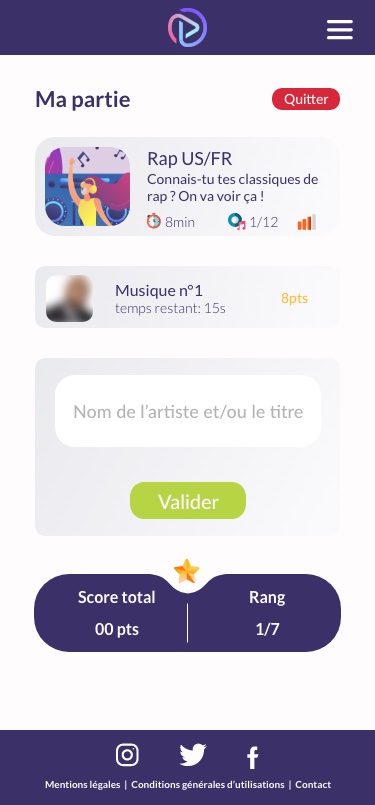 Ma partie
Quitter
Rap US/FR
Connais-tu tes classiques de
rap ? On va voir ça !
8min
1/12
Musique n°1
temps restant: 15s
8pts
Nom de l'artiste et/ou le titre
Valider
Score total
Rang
00 pts
1/7
Mentions légales | Conditions générales d'utilisations | Contact